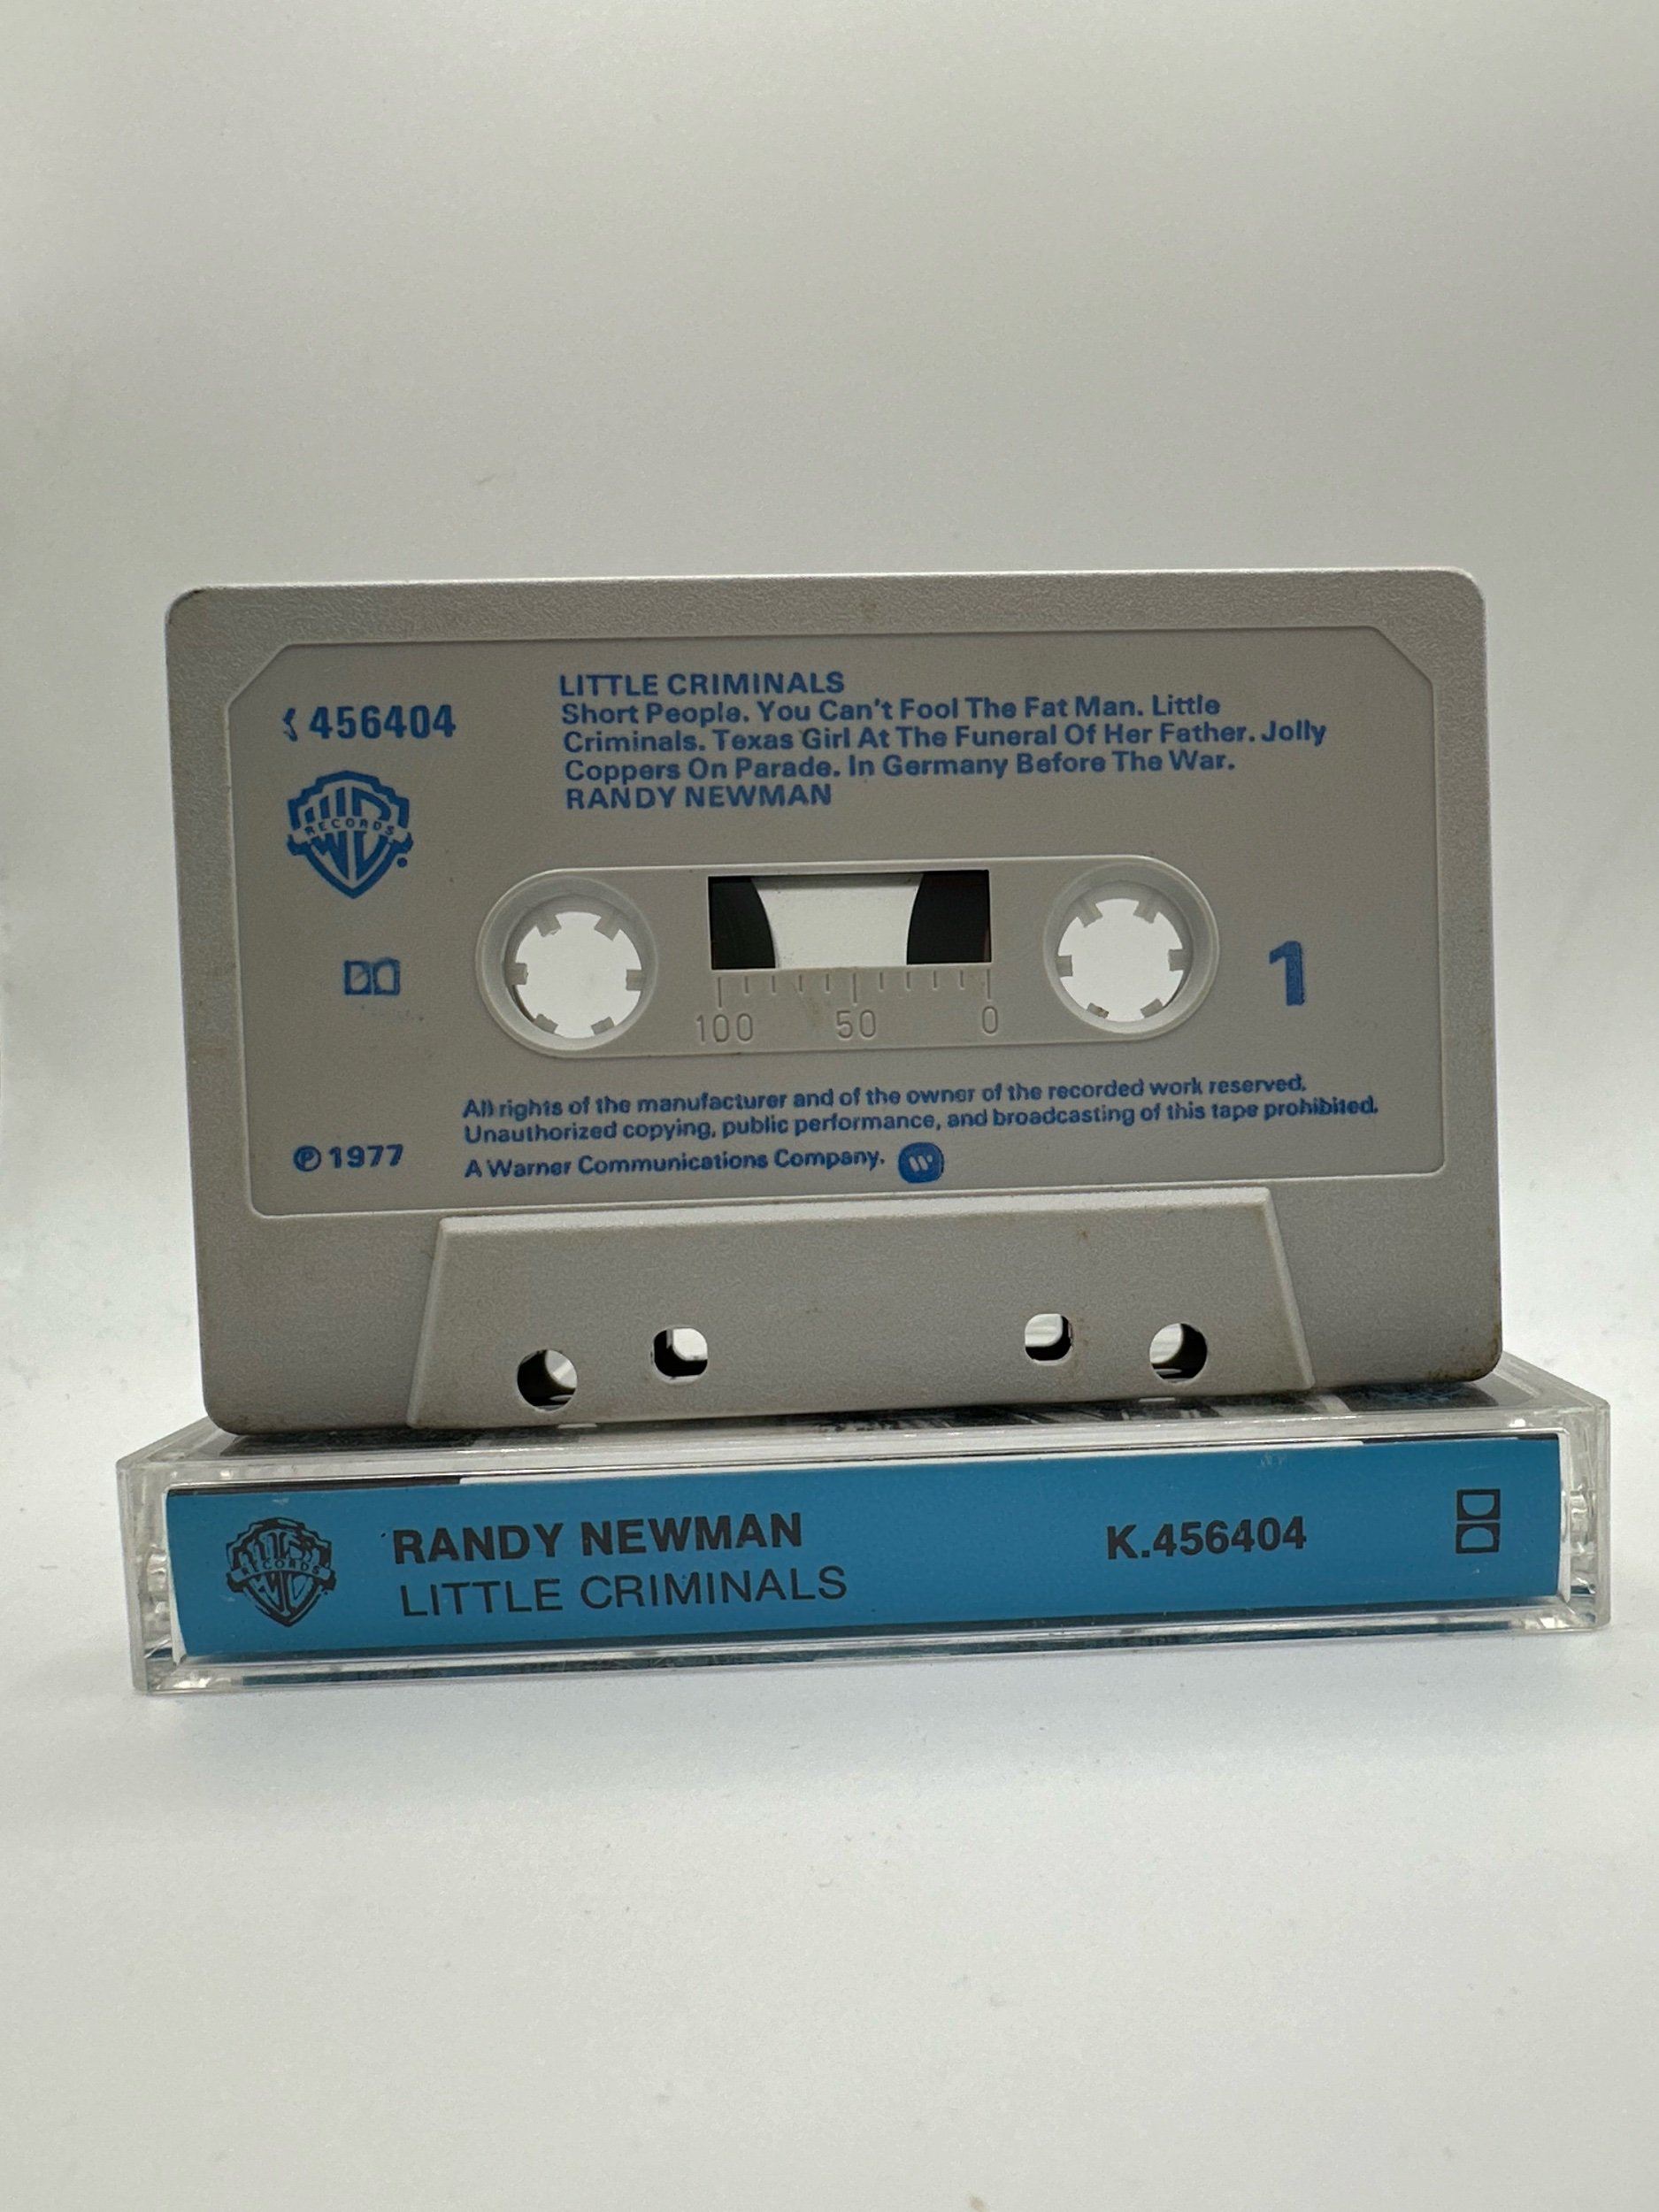 K 456404
LITTLE CRIMINALS
Short People. You Can't Fool The Fat Man. Little
Criminals. Texas Girl At The Funeral Of Her Father. Jolly
Coppers On Parade. In Germany Before The War.
RANDY NEWMAN
RECORDS
1
100 50 0
All rights of the manufacturer and of the owner of the recorded work reserved.
Unauthorized copying, public performance, and broadcasting of this tape prohibited.
℗ 1977
A Warner Communications Company.
RECORDS
RANDY NEWMAN
LITTLE CRIMINALS
K.456404